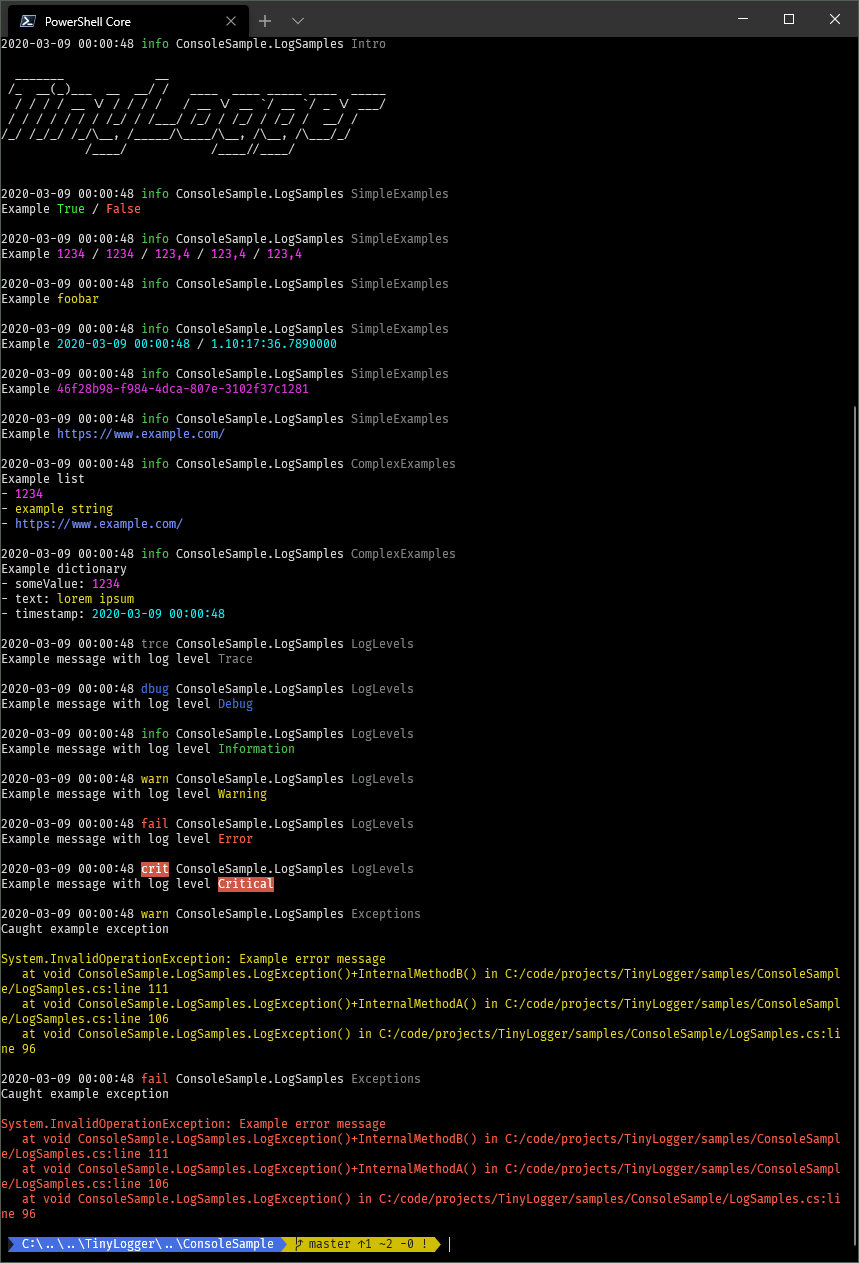 PowerShell Core
2020-03-09 00:00:48 info ConsoleSample.LogSamples Intro
TinyLogger
2020-03-09 00:00:48 info ConsoleSample.LogSamples SimpleExamples
Example True / False
2020-03-09 00:00:48 info ConsoleSample.LogSamples SimpleExamples
Example 1234 / 1234 / 123,4 / 123,4 / 123,4
2020-03-09 00:00:48 info ConsoleSample.LogSamples SimpleExamples
Example foobar
2020-03-09 00:00:48 info ConsoleSample.LogSamples SimpleExamples
Example 2020-03-09 00:00:48 / 1.10:17:36.7890000
2020-03-09 00:00:48 info ConsoleSample.LogSamples SimpleExamples
Example 46f28b98-f984-4dca-807e-3102f37c1281
2020-03-09 00:00:48 info ConsoleSample.LogSamples SimpleExamples
Example https://www.example.com/
2020-03-09 00:00:48 info ConsoleSample.LogSamples ComplexExamples
Example list
- 1234
- example string
- https://www.example.com/
2020-03-09 00:00:48 info ConsoleSample.LogSamples ComplexExamples
Example dictionary
- someValue: 1234
- text: lorem ipsum
- timestamp: 2020-03-09 00:00:48
2020-03-09 00:00:48 trce ConsoleSample.LogSamples LogLevels
Example message with log level Trace
2020-03-09 00:00:48 dbug ConsoleSample.LogSamples LogLevels
Example message with log level Debug
2020-03-09 00:00:48 info ConsoleSample.LogSamples LogLevels
Example message with log level Information
2020-03-09 00:00:48 warn ConsoleSample.LogSamples LogLevels
Example message with log level Warning
2020-03-09 00:00:48 fail ConsoleSample.LogSamples LogLevels
Example message with log level Error
2020-03-09 00:00:48 crit ConsoleSample.LogSamples LogLevels
Example message with log level Critical
2020-03-09 00:00:48 warn ConsoleSample.LogSamples Exceptions
Caught example exception
System.InvalidOperationException: Example error message
   at void ConsoleSample.LogSamples.LogException()+InternalMethodB() in C:/code/projects/TinyLogger/samples/ConsoleSampl
e/LogSamples.cs:line 111
   at void ConsoleSample.LogSamples.LogException()+InternalMethodA() in C:/code/projects/TinyLogger/samples/ConsoleSampl
e/LogSamples.cs:line 106
   at void ConsoleSample.LogSamples.LogException() in C:/code/projects/TinyLogger/samples/ConsoleSample/LogSamples.cs:li
ne 96
2020-03-09 00:00:48 fail ConsoleSample.LogSamples Exceptions
Caught example exception
System.InvalidOperationException: Example error message
   at void ConsoleSample.LogSamples.LogException()+InternalMethodB() in C:/code/projects/TinyLogger/samples/ConsoleSampl
e/LogSamples.cs:line 111
   at void ConsoleSample.LogSamples.LogException()+InternalMethodA() in C:/code/projects/TinyLogger/samples/ConsoleSampl
e/LogSamples.cs:line 106
   at void ConsoleSample.LogSamples.LogException() in C:/code/projects/TinyLogger/samples/ConsoleSample/LogSamples.cs:li
ne 96
C:\..\..\TinyLogger\..\ConsoleSample master ↑1 ~2 -0 !